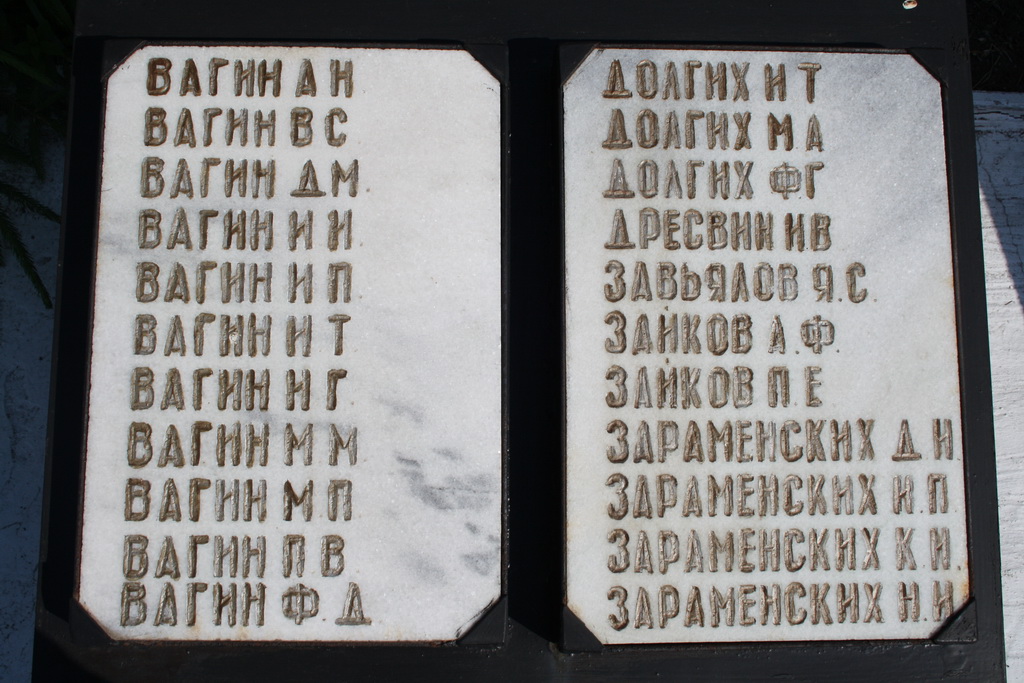 ВАГИН А Н
ВАГИН В С
ВАГИН Д М.
ВАГИН И И
ВАГИН И П
ВАГИН И Т
ВАГИН И Г
ВАГИН М М
ВАГИН М П
ВАГИН П В
ВАГИН Ф. Д
ДОЛГИХ И Т
ДОЛГИХ М А
ДОЛГИХ Ф Г
ДРЕСВИН И В
ЗАВЬЯЛОВ Я. С.
ЗАЙКОВ А. Ф.
ЗАЙКОВ П Е
ЗАРАМЕНСКИХ Д И.
ЗАРАМЕНСКИХ И. П
ЗАРАМЕНСКИХ К И.
ЗАРАМЕНСКИХ Н. И